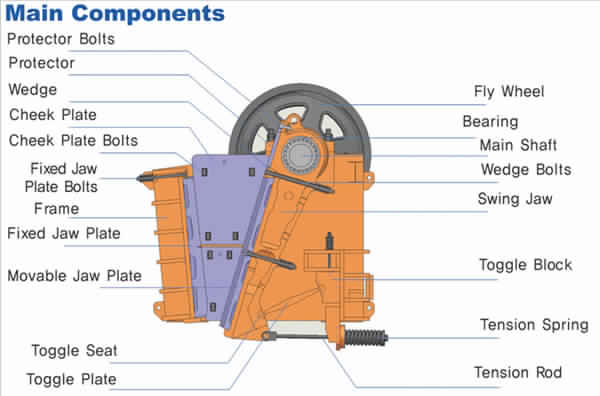 Main Components
Protector Bolts
Protector
Wedge
Cheek Plate
Cheek Plate Bolts
Fixed Jaw
Plate Bolts
Frame
Fixed Jaw Plate
Movable Jaw Plate
Toggle Seat
Toggle Plate
Fly Wheel
Bearing
Main Shaft
Wedge Bolts
Swing Jaw
Toggle Block
Tension Spring
Tension Rod